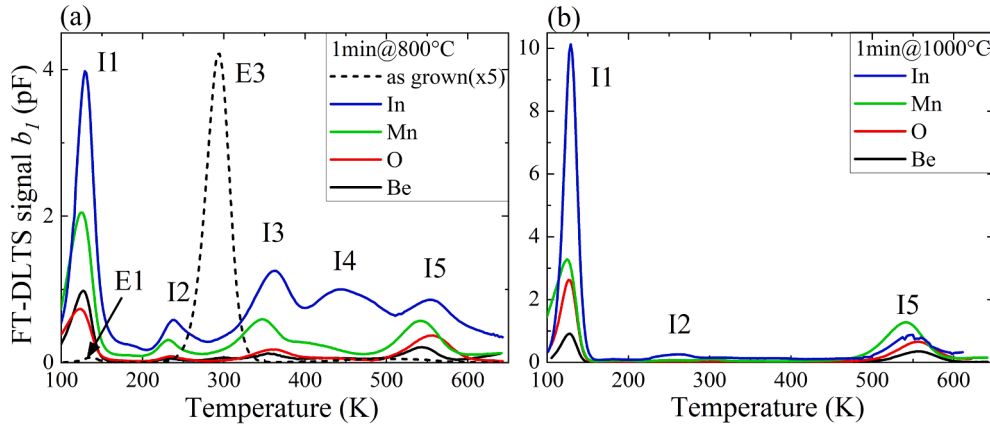 (a)
FT-DLTS signal b1 (pF)
4
2
0
I1
E1
I2
E3
I3
I4
I5
1min@800°C
as grown(x5)
In
Mn
O
Be
100 200 300 400 500 600
Temperature (K)
(b)
10
8
6
4
2
0
I1
I2
I5
1min@1000°C
In
Mn
O
Be
100 200 300 400 500 600
Temperature (K)